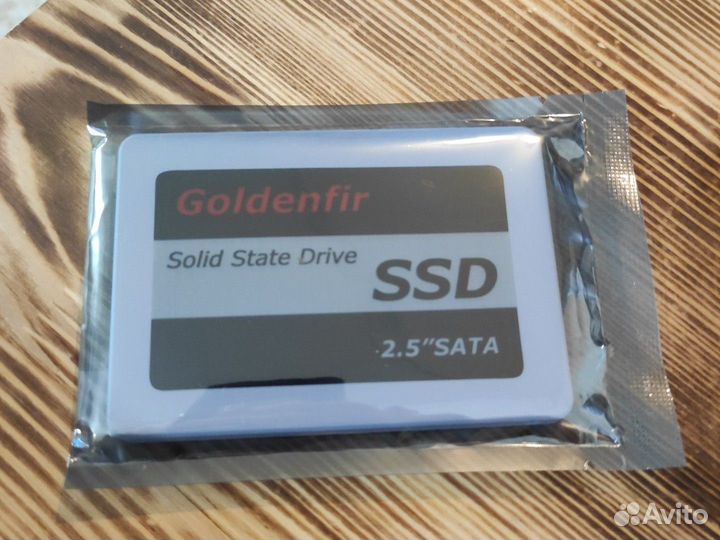 Goldenfir
Solid State Drive
SSD
2.5"SATA
Avito